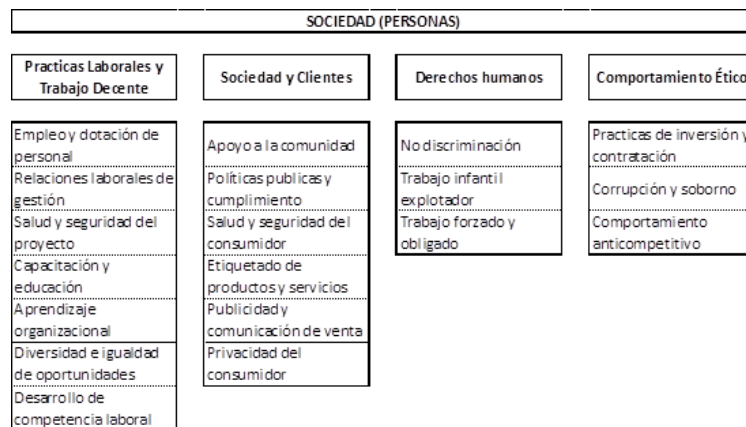 SOCIEDAD (PERSONAS)
Practicas Laborales y
Trabajo Decente
Empleo y dotación de
personal
Relaciones laborales de
gestión
Salud y seguridad del
proyecto
Capacitación y
educación
Aprendizaje
organizacional
Diversidad e igualdad
de oportunidades
Desarrollo de
competencia laboral
Sociedad y Clientes
Apoyo a la comunidad
Políticas publicas y
cumplimiento
Salud y seguridad del
consumidor
Etiquetado de
productos y servicios
Publicidad y
comunicación de venta
Privacidad del
consumidor
Derechos humanos
No discriminación
Trabajo infantil
explotador
Trabajo forzado y
obligado
Comportamiento Ético
Practicas de inversión y
contratación
Corrupción y soborno
Comportamiento
anticompetitivo